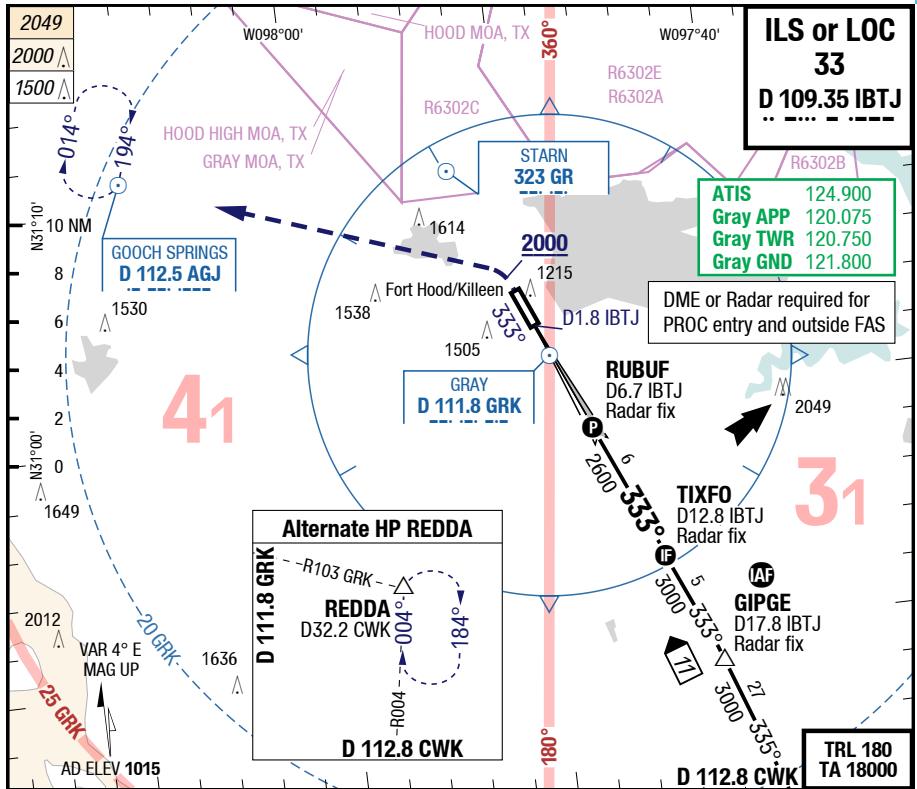 2049
2000
1500
W098°00'
HOOD MOA, TX
360°
W097°40'
ILS or LOC
33
D 109.35 IBTJ
R6302E
R6302A
R6302C
HOOD HIGH MOA, TX
GRAY MOA, TX
R6302B
014°
194°
STARN
323 GR
ATIS 124.900
Gray APP 120.075
Gray TWR 120.750
Gray GND 121.800
N31°10'
10 NM
8
6
4
2
0
1614
2000
GOOCH SPRINGS
D 112.5 AGJ
1215
Fort Hood/Killeen
1538
1530
333°
D1.8 IBTJ
DME or Radar required for
PROC entry and outside FAS
1505
GRAY
D 111.8 GRK
RUBUF
D6.7 IBTJ
Radar fix
P
2049
41
31
N31°00'
1649
6
2600
333°
TIXFO
D12.8 IBTJ
Radar fix
IF
Alternate HP REDDA
D 111.8 GRK
R103 GRK
REDDA
D32.2 CWK
004°
184°
R004
D 112.8 CWK
5
3000
333°
IAF
GIPGE
D17.8 IBTJ
Radar fix
11
2012
VAR 4° E
MAG UP
20 GRK
1636
25 GRK
AD ELEV 1015
180°
27
3000
335°
D 112.8 CWK
TRL 180
TA 18000